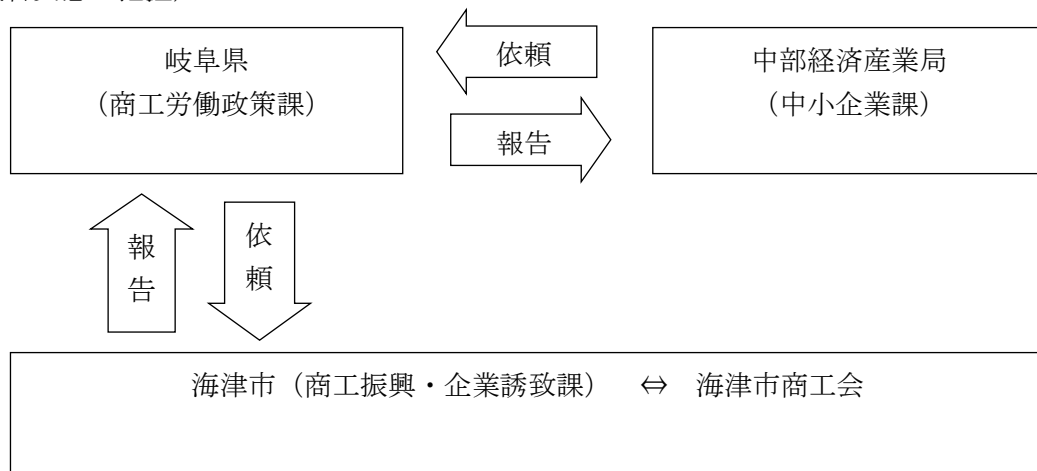 岐阜県
（商工労働政策課）
依頼
報告
中部経済産業局
（中小企業課）
報告
依頼
海津市（商工振興・企業誘致課） ⇔ 海津市商工会